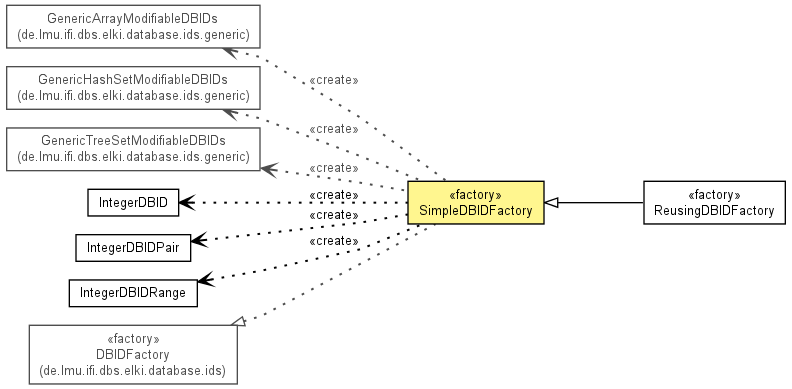 GenericArrayModifiableDBIDs
(de.lmu.ifi.dbs.elki.database.ids.generic)
«create»
GenericHashSetModifiableDBIDs
(de.lmu.ifi.dbs.elki.database.ids.generic)
«create»
GenericTreeSetModifiableDBIDs
(de.lmu.ifi.dbs.elki.database.ids.generic)
«create»
IntegerDBID
«create»
«factory»
SimpleDBIDFactory
«factory»
ReusingDBIDFactory
«create»
IntegerDBIDPair
«create»
IntegerDBIDRange
«factory»
DBIDFactory
(de.lmu.ifi.dbs.elki.database.ids)